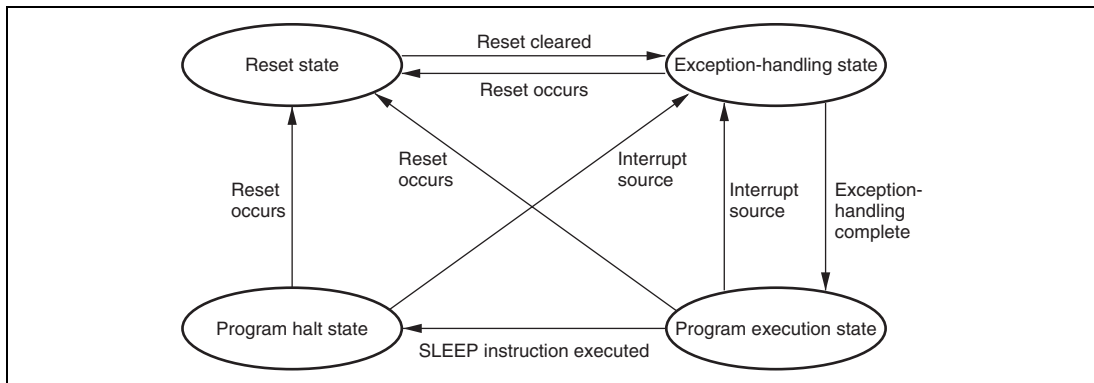 Reset cleared
Reset state
Exception-handling state
Reset occurs
Reset
occurs
Interrupt
source
Reset
occurs
Interrupt
source
Exception-
handling
complete
Program halt state
Program execution state
SLEEP instruction executed